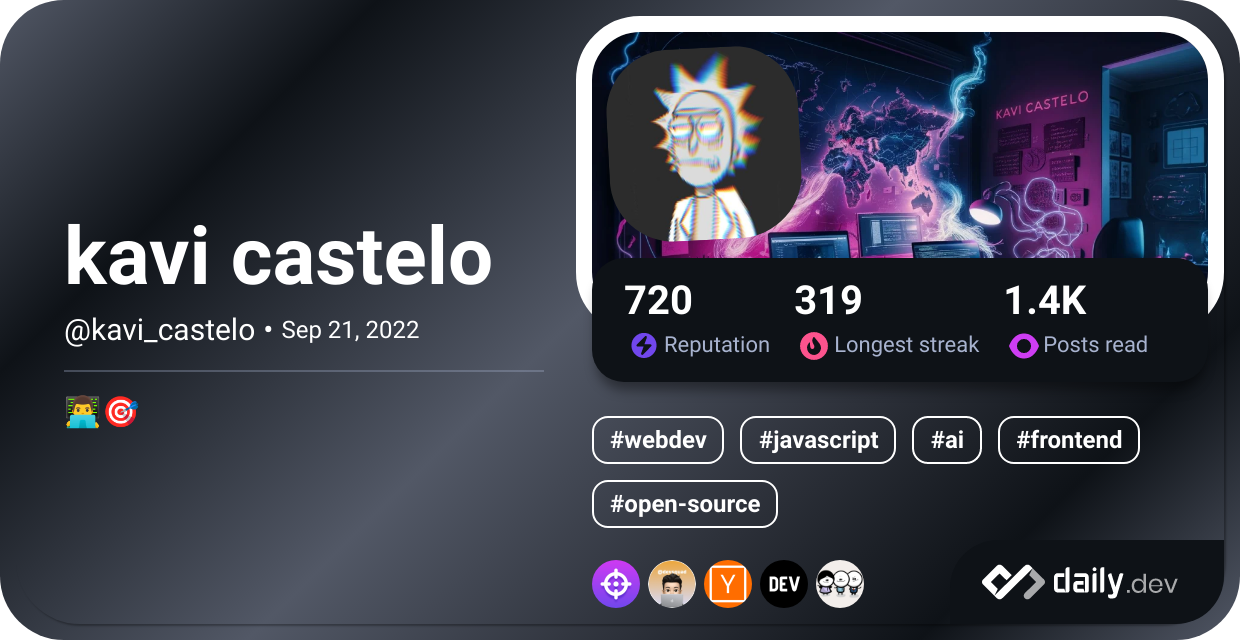 kavi castelo
@kavi_castelo • Sep 21, 2022
KAVI CASTELO
720
Reputation
319
Longest streak
1.4K
Posts read
#webdev
#javascript
#ai
#frontend
#open-source
Y
DEV
daily.dev